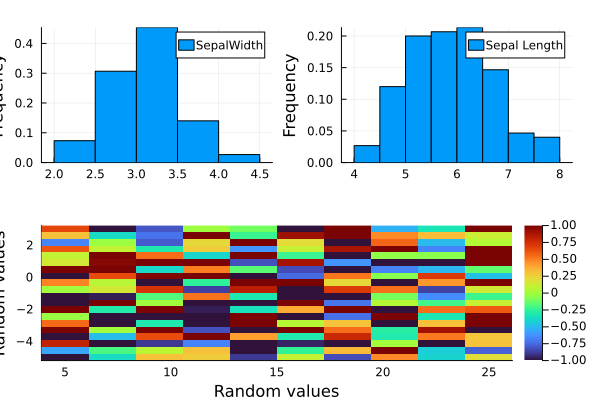 Frequency
0.4
0.3
0.2
0.1
0.0
SepalWidth
2.0 2.5 3.0 3.5 4.0 4.5
Frequency
0.20
0.15
0.10
0.05
0.00
Sepal Length
4 5 6 7 8
Random values
2
0
−2
−4
5 10 15 20 25
Random values
1.00
0.75
0.50
0.25
0
−0.25
−0.50
−0.75
−1.00